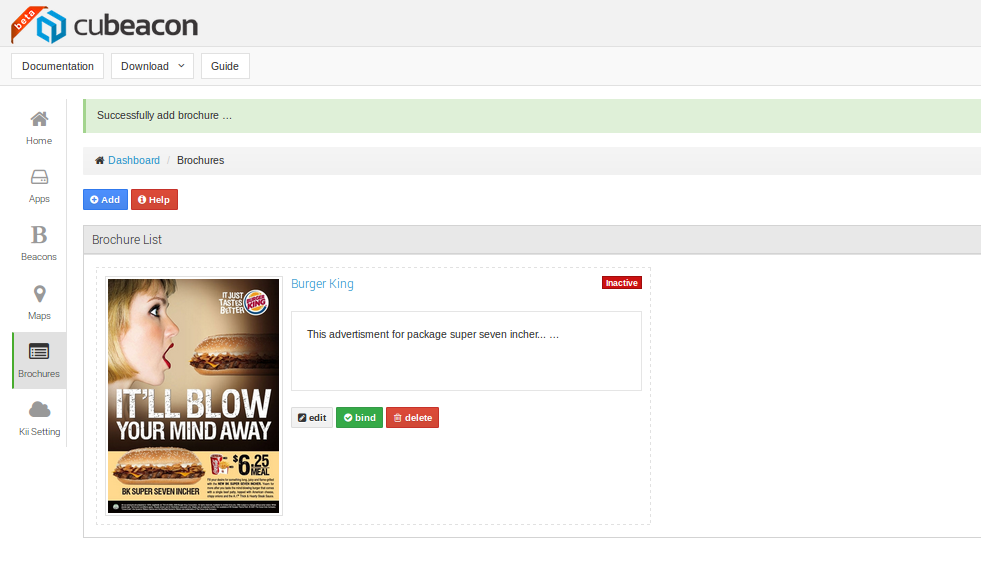 beta
cubeacon
Documentation
Download
Guide
Home
Apps
B
Beacons
Maps
Brochures
Kii Setting
Successfully add brochure ...
Dashboard / Brochures
Add
Help
Brochure List
IT JUST
TASTES
BETTER
BURGER
KING
IT'LL BLOW
YOUR MIND AWAY
$6.25
MEAL
BK SUPER SEVEN INCHER
Burger King
Inactive
This advertisment for package super seven incher... ...
edit
bind
delete